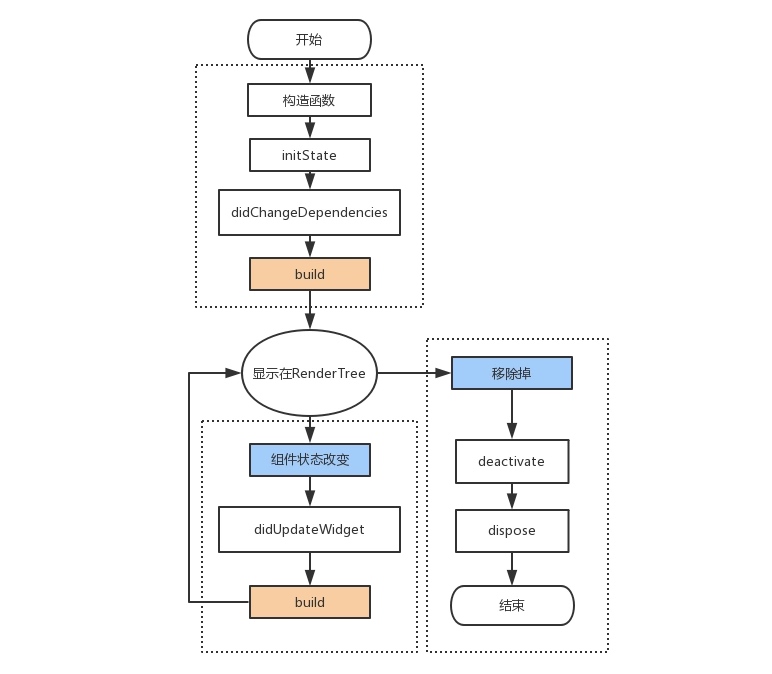 开始
构造函数
initState
didChangeDependencies
build
显示在RenderTree
组件状态改变
didUpdateWidget
build
移除掉
deactivate
dispose
结束